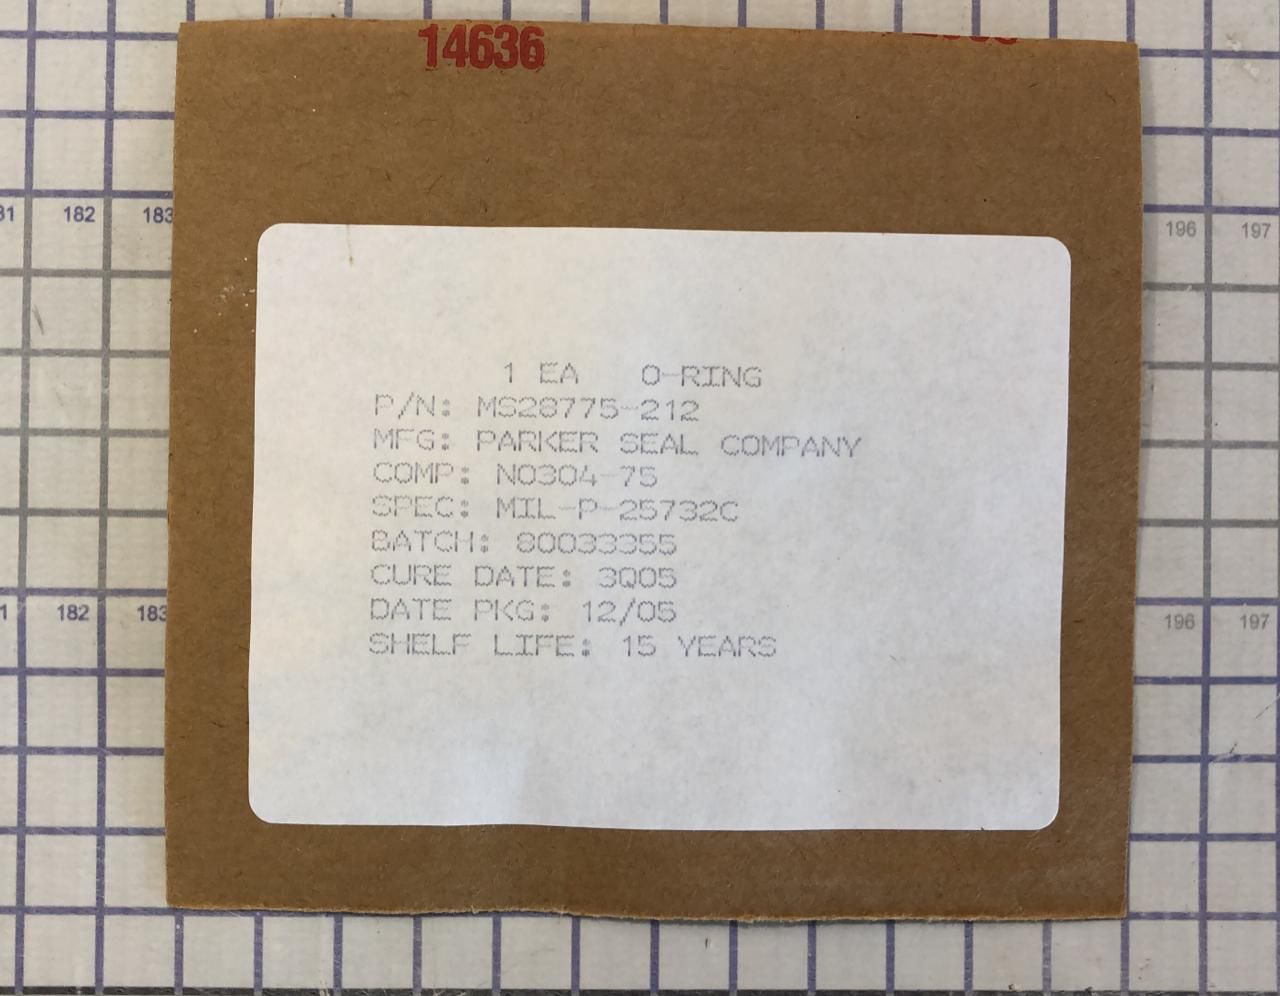 14636
181 182 183
196 197
1 EA O-RING
P/N: MS28775-212
MFG: PARKER SEAL COMPANY
COMP: N0304-75
SPEC: MIL-P-25732C
BATCH: 80033355
CURE DATE: 3Q05
DATE PKG: 12/05
SHELF LIFE: 15 YEARS
182 183
196 197